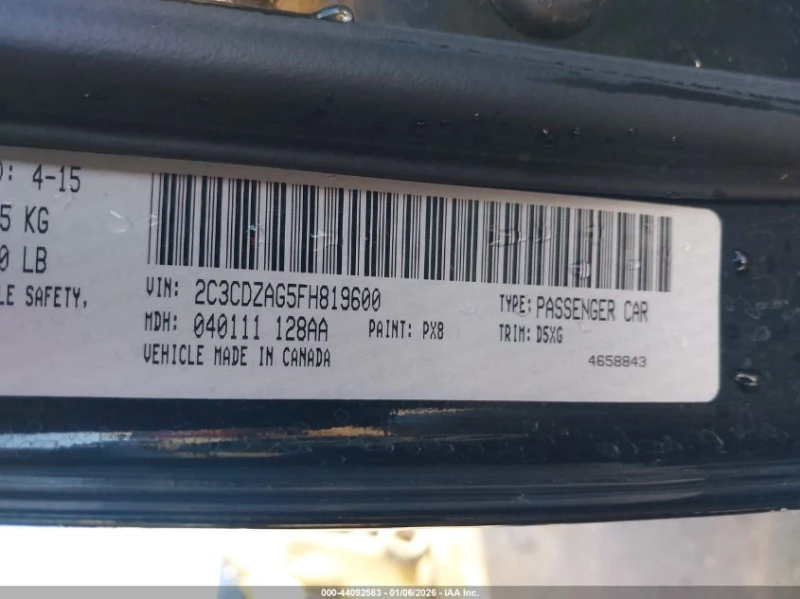 ): 4-15
5 KG
0 LB
LE SAFETY,
VIN: 2C3CDZAG5FH819600
TYPE: PASSENGER CAR
MDH: 040111 128AA
PAINT: PX8
TRIM: D5XG
VEHICLE MADE IN CANADA
4658843
000-44092583 - 01/06/2026 - IAA Inc.